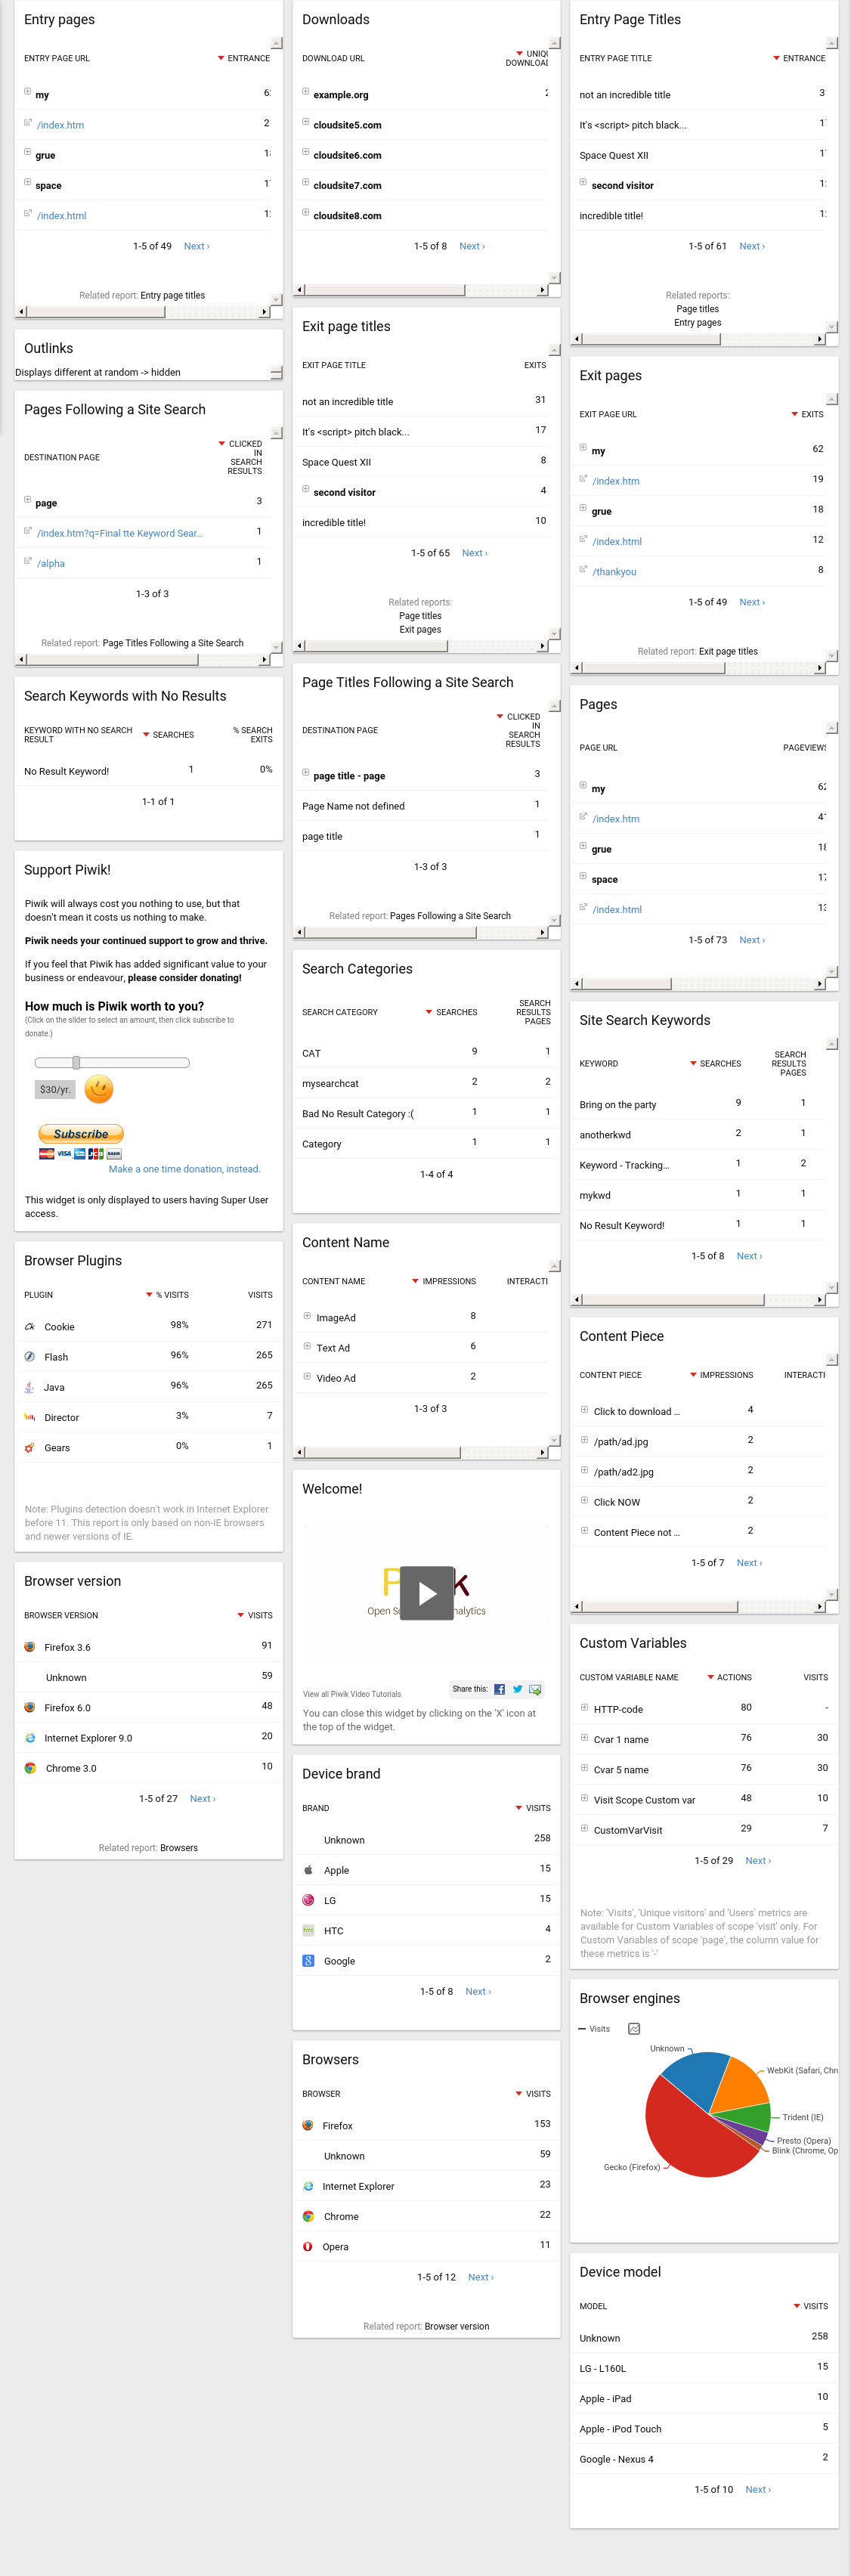 Entry pages
ENTRY PAGE URL ENTRANCE
my
/index.htm 2
grue
space
/index.html
1-5 of 49 Next ›
Related report: Entry page titles
Outlinks
Displays different at random -> hidden
Pages Following a Site Search
DESTINATION PAGE CLICKED
IN
SEARCH
RESULTS
page 3
/index.htm?q=Final tte Keyword Sear... 1
/alpha 1
1-3 of 3
Related report: Page Titles Following a Site Search
Search Keywords with No Results
KEYWORD WITH NO SEARCH
RESULT SEARCHES % SEARCH
EXITS
No Result Keyword! 1 0%
1-1 of 1
Support Piwik!
Piwik will always cost you nothing to use, but that
doesn't mean it costs us nothing to make.
Piwik needs your continued support to grow and thrive.
If you feel that Piwik has added significant value to your
business or endeavour, please consider donating!
How much is Piwik worth to you?
(Click on the slider to select an amount, then click subscribe to
donate.)
$30/yr.
Subscribe
VISA
BANK
Make a one time donation, instead.
This widget is only displayed to users having Super User
access.
Browser Plugins
PLUGIN % VISITS VISITS
Cookie 98% 271
Flash 96% 265
Java 96% 265
Director 3% 7
Gears 0% 1
Note: Plugins detection doesn't work in Internet Explorer
before 11. This report is only based on non-IE browsers
and newer versions of IE.
Browser version
BROWSER VERSION VISITS
Firefox 3.6 91
Unknown 59
Firefox 6.0 48
Internet Explorer 9.0 20
Chrome 3.0 10
1-5 of 27 Next ›
Related report: Browsers
Downloads
DOWNLOAD URL
example.org
cloudsite5.com
cloudsite6.com
cloudsite7.com
cloudsite8.com
1-5 of 8 Next ›
Exit page titles
EXIT PAGE TITLE EXITS
not an incredible title 31
It's <script> pitch black... 17
Space Quest XII 8
second visitor 4
incredible title! 10
1-5 of 65 Next ›
Related reports:
Page titles
Exit pages
Page Titles Following a Site Search
DESTINATION PAGE CLICKED
IN
SEARCH
RESULTS
page title - page 3
Page Name not defined 1
page title 1
1-3 of 3
Related report: Pages Following a Site Search
Search Categories
SEARCH CATEGORY SEARCHES SEARCH
RESULTS
PAGES
CAT 9 1
mysearchcat 2 2
Bad No Result Category :( 1 1
Category 1 1
1-4 of 4
Content Name
CONTENT NAME IMPRESSIONS INTERACTI
ImageAd 8
Text Ad 6
Video Ad 2
1-3 of 3
Welcome!
P k
Open So nalytics
View all Piwik Video Tutorials Share this:
You can close this widget by clicking on the 'X' icon at
the top of the widget.
Device brand
BRAND VISITS
Unknown 258
Apple 15
LG 15
HTC 4
Google 2
1-5 of 8 Next ›
Browsers
BROWSER VISITS
Firefox 153
Unknown 59
Internet Explorer 23
Chrome 22
Opera 11
1-5 of 12 Next ›
Related report: Browser version
Entry Page Titles
ENTRY PAGE TITLE ENTRANCE
not an incredible title
It's <script> pitch black...
Space Quest XII
second visitor
incredible title!
1-5 of 61 Next ›
Related reports:
Page titles
Entry pages
Exit pages
EXIT PAGE URL EXITS
my 62
/index.htm 19
grue 18
/index.html 12
/thankyou 8
1-5 of 49 Next ›
Related report: Exit page titles
Pages
PAGE URL PAGEVIEWS
my 62
/index.htm
grue 18
space 17
/index.html 13
1-5 of 73 Next ›
Site Search Keywords
KEYWORD SEARCHES SEARCH
RESULTS
PAGES
Bring on the party 9 1
anotherkwd 2 1
Keyword - Tracking... 1 2
mykwd 1 1
No Result Keyword! 1 1
1-5 of 8 Next ›
Content Piece
CONTENT PIECE IMPRESSIONS INTERACTI
Click to download ... 4
/path/ad.jpg 2
/path/ad2.jpg 2
Click NOW 2
Content Piece not ... 2
1-5 of 7 Next ›
Custom Variables
CUSTOM VARIABLE NAME ACTIONS VISITS
HTTP-code 80 -
Cvar 1 name 76 30
Cvar 5 name 76 30
Visit Scope Custom var 48 10
CustomVarVisit 29 7
1-5 of 29 Next ›
Note: 'Visits', 'Unique visitors' and 'Users' metrics are
available for Custom Variables of scope 'visit' only. For
Custom Variables of scope 'page', the column value for
these metrics is '-'
Browser engines
Visits
Unknown
WebKit (Safari, Chr
Trident (IE)
Presto (Opera)
Blink (Chrome, Op
Gecko (Firefox)
Device model
MODEL VISITS
Unknown 258
LG - L160L 15
Apple - iPad 10
Apple - iPod Touch 5
Google - Nexus 4 2
1-5 of 10 Next ›